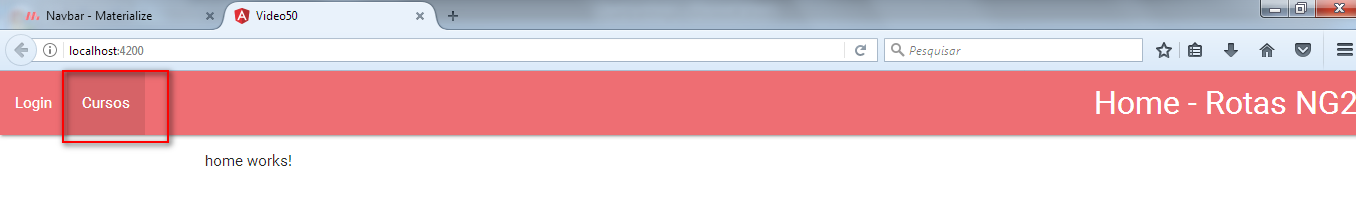 Navbar - Materialize
Video50
localhost:4200
Pesquisar
Login
Cursos
Home - Rotas NG2
home works!